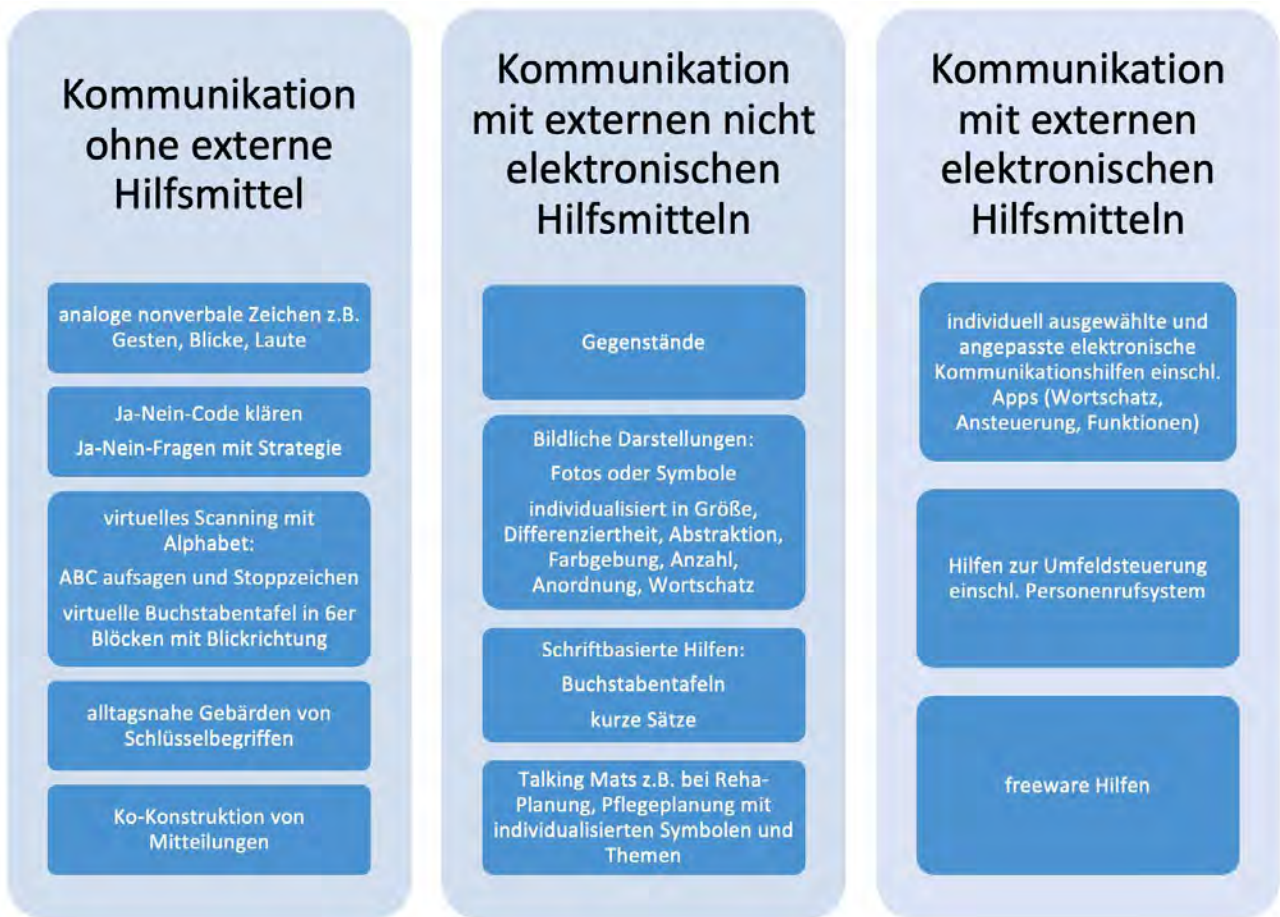 Kommunikation
ohne externe
Hilfsmittel
analoge nonverbale Zeichen z.B.
Gesten, Blicke, Laute
Ja-Nein-Code klären
Ja-Nein-Fragen mit Strategie
virtuelles Scanning mit
Alphabet:
ABC aufsagen und Stoppzeichen
virtuelle Buchstabentafel in 6er
Blöcken mit Blickrichtung
alltagsnahe Gebärden von
Schlüsselbegriffen
Ko-Konstruktion von
Mitteilungen
Kommunikation
mit externen nicht
elektronischen
Hilfsmitteln
Gegenstände
Bildliche Darstellungen:
Fotos oder Symbole
individualisiert in Größe,
Differenziertheit, Abstraktion,
Farbgebung, Anzahl,
Anordnung, Wortschatz
Schriftbasierte Hilfen:
Buchstabentafeln
kurze Sätze
Talking Mats z.B. bei Reha-
Planung, Pflegeplanung mit
individualisierten Symbolen und
Themen
Kommunikation
mit externen
elektronischen
Hilfsmitteln
individuell ausgewählte und
angepasste elektronische
Kommunikationshilfen einschl.
Apps (Wortschatz,
Ansteuerung, Funktionen)
Hilfen zur Umfeldsteuerung
einschl. Personenrufsystem
freeware Hilfen